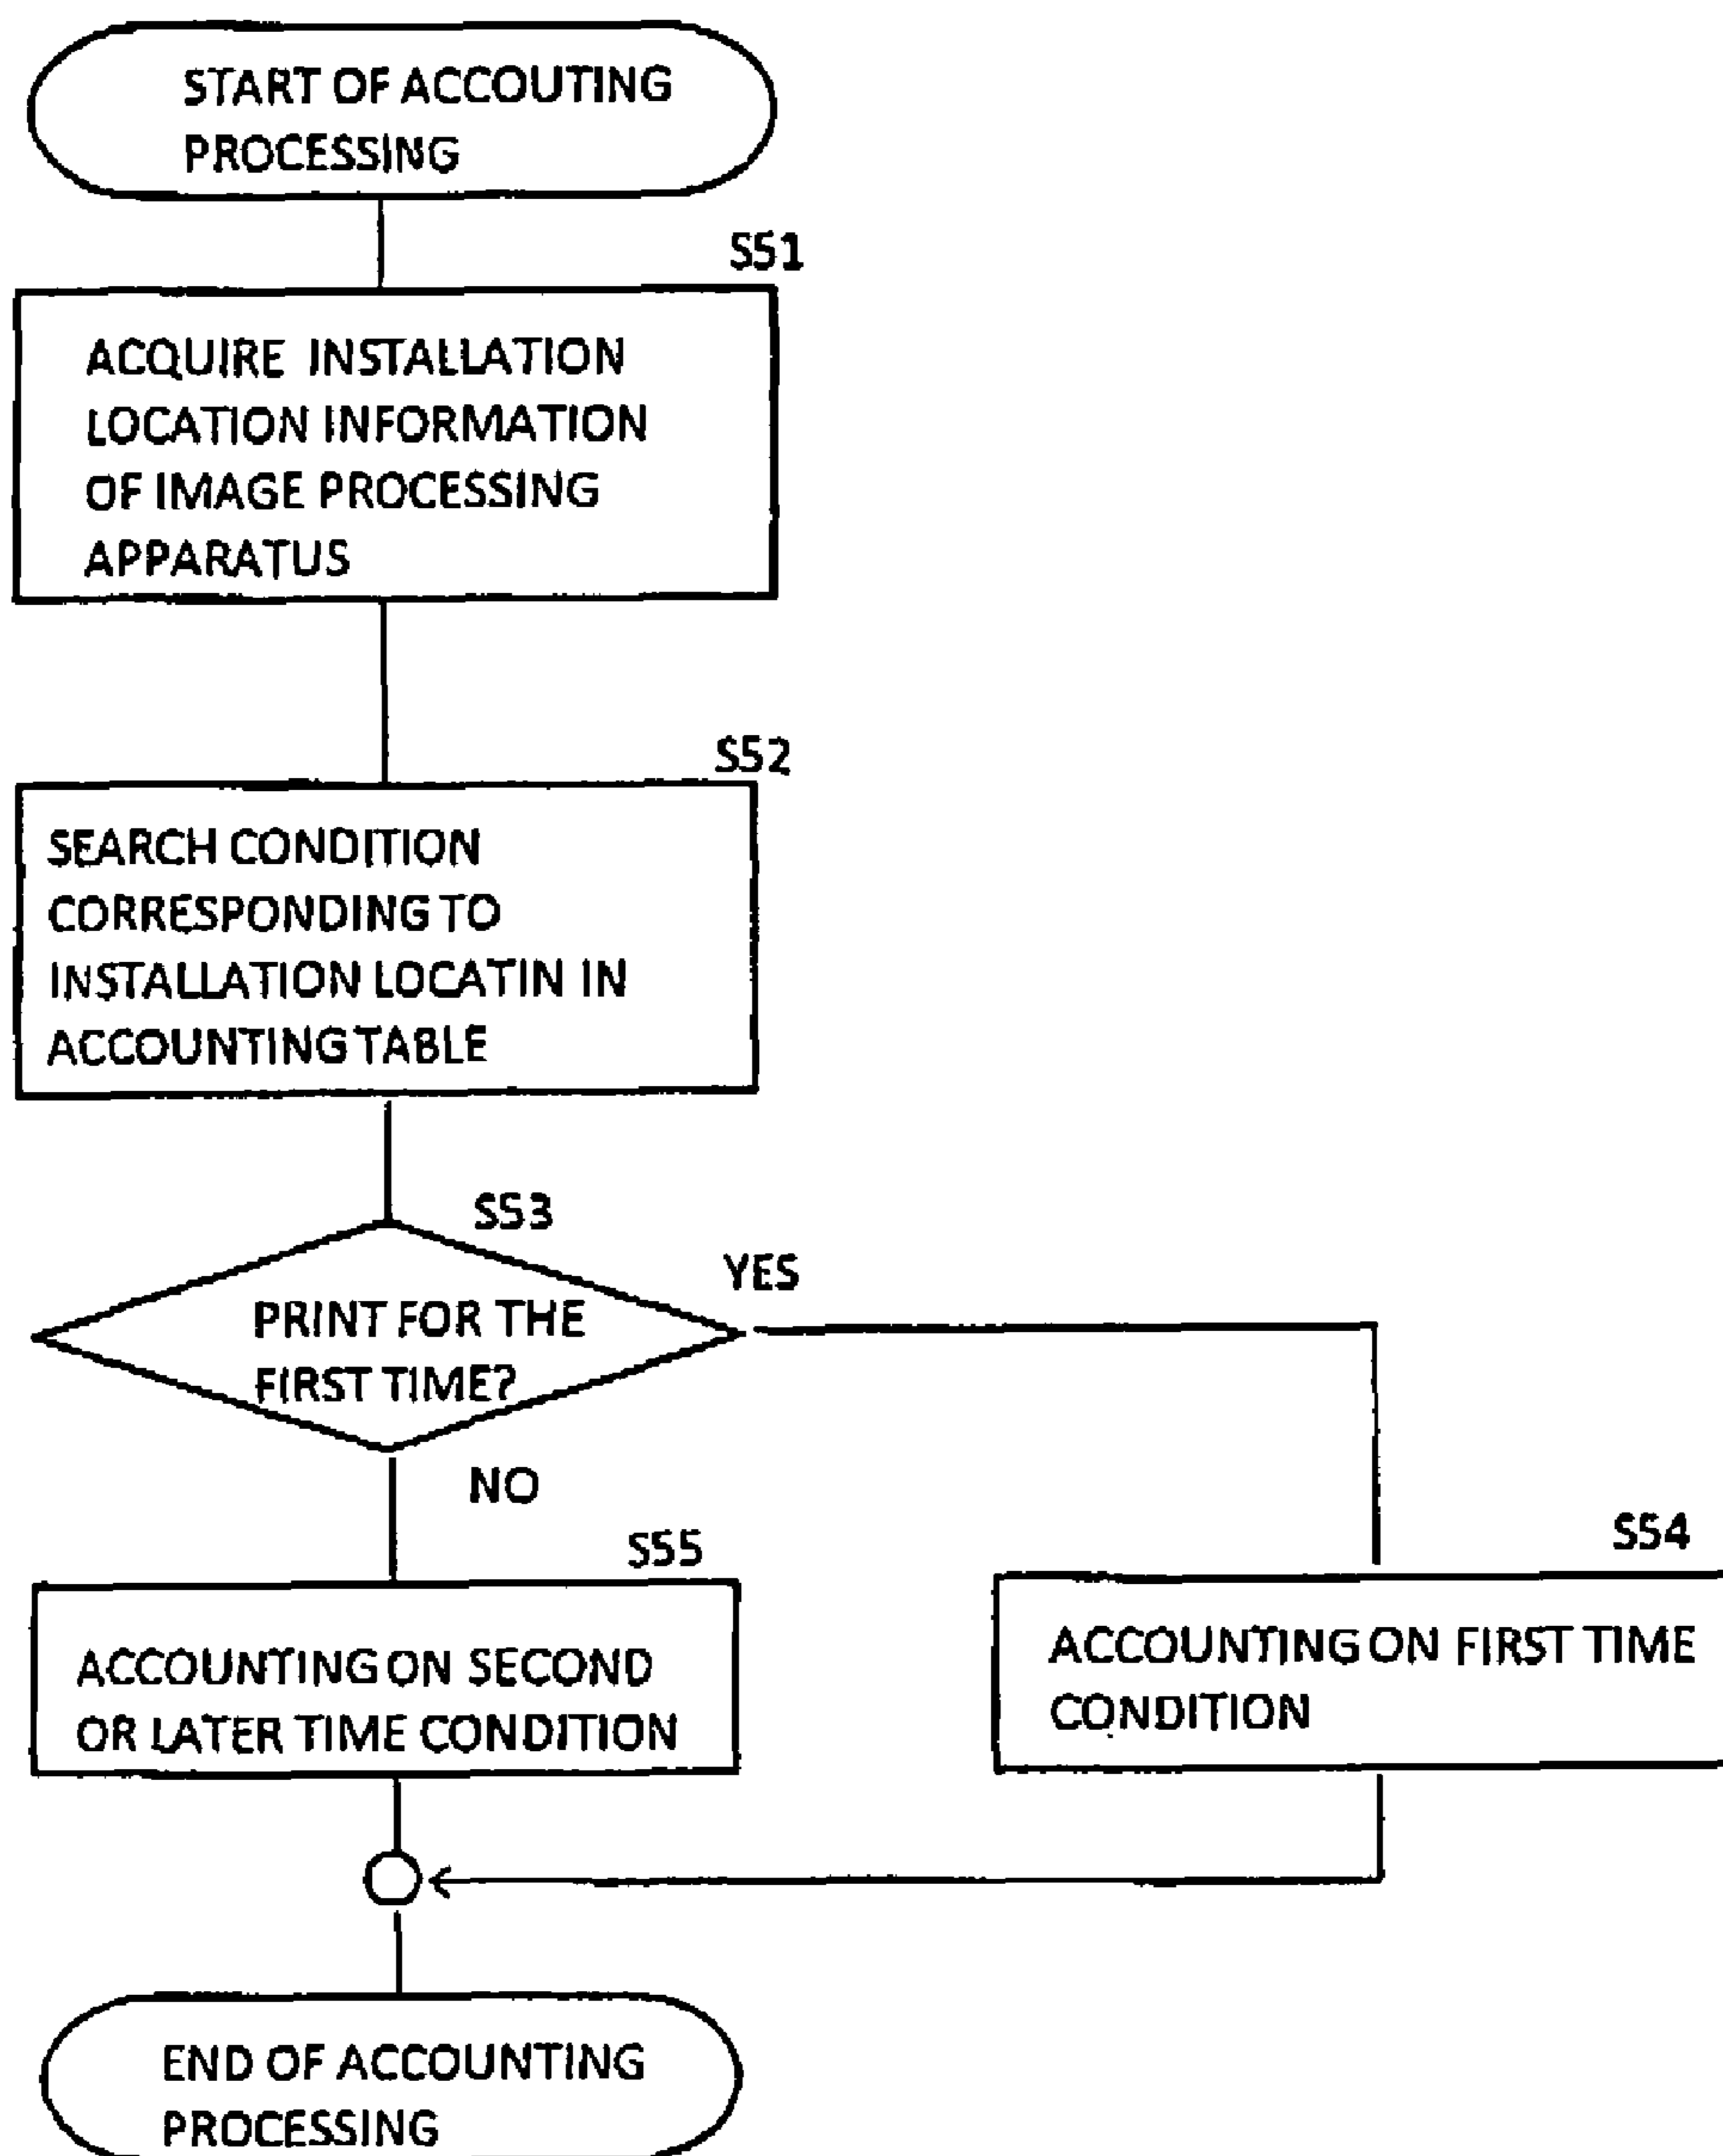 START OF ACCOUTING
PROCESSING
S51
ACQUIRE INSTALLATION
LOCATION INFORMATION
OF IMAGE PROCESSING
APPARATUS
S52
SEARCH CONDITION
CORRESPONDING TO
INSTALLATION LOCATIN IN
ACCOUNTING TABLE
S53
YES
PRINT FOR THE
FIRST TIME?
NO
S55
ACCOUNTING ON SECOND
OR LATER TIME CONDITION
S54
ACCOUNTING ON FIRST TIME
CONDITION
END OF ACCOUNTING
PROCESSING